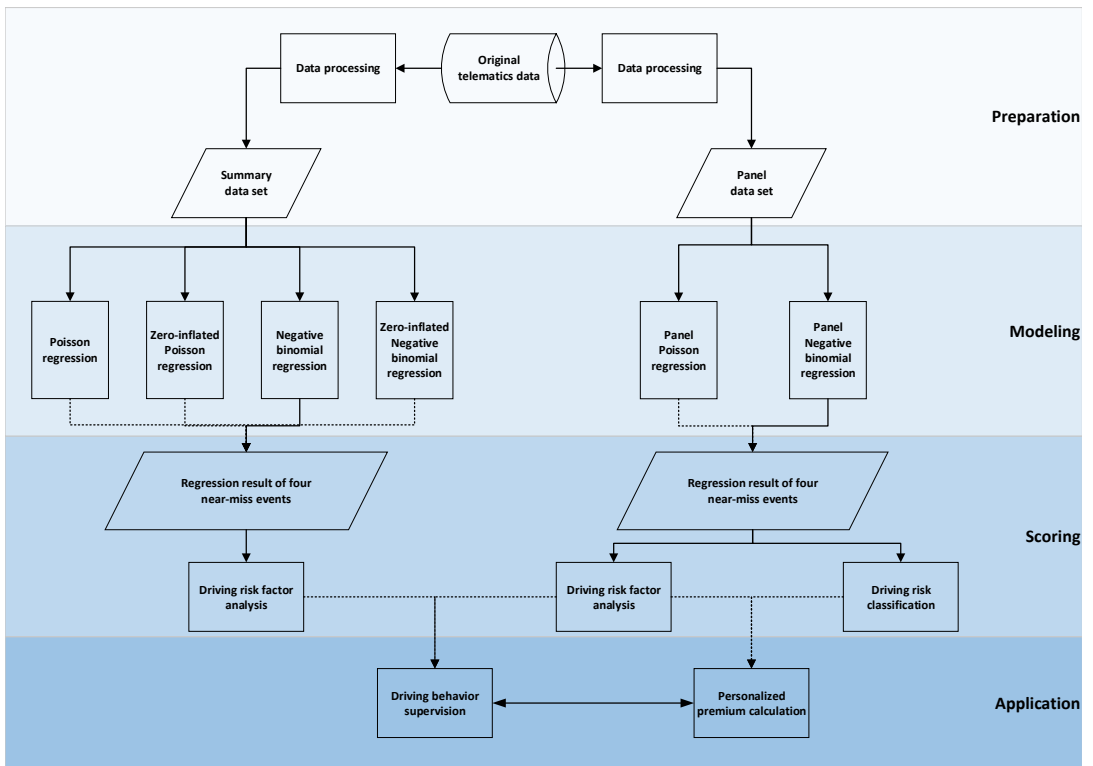 Data processing
Original
telematics data
Data processing
Preparation
Summary
data set
Panel
data set
Poisson
regression
Zero-inflated
Poisson
regression
Negative
binomial
regression
Zero-inflated
Negative
binomial
regression
Panel
Poisson
regression
Panel
Negative
binomial
regression
Modeling
Regression result of four
near-miss events
Regression result of four
near-miss events
Scoring
Driving risk factor
analysis
Driving risk factor
analysis
Driving risk
classification
Driving behavior
supervision
Personalized
premium calculation
Application